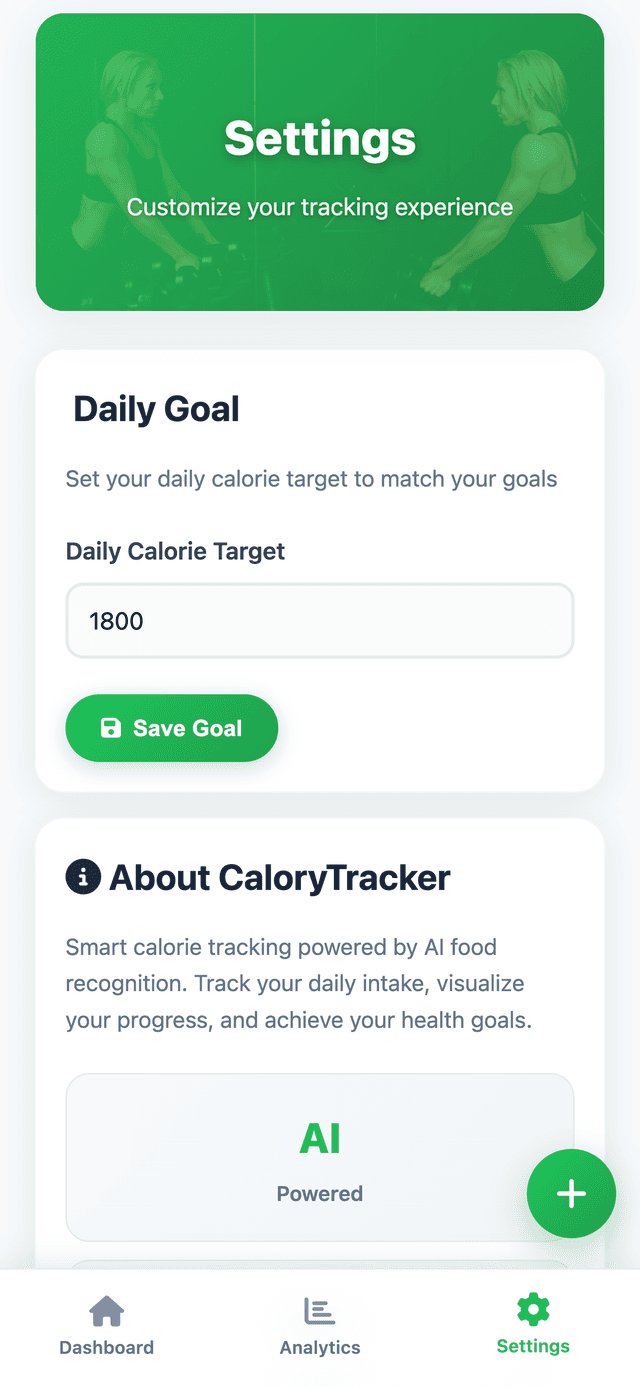 Settings
Customize your tracking experience
Daily Goal
Set your daily calorie target to match your goals
Daily Calorie Target
1800
Save Goal
About CaloryTracker
Smart calorie tracking powered by AI food
recognition. Track your daily intake, visualize
your progress, and achieve your health goals.
AI
Powered
Dashboard
Analytics
Settings